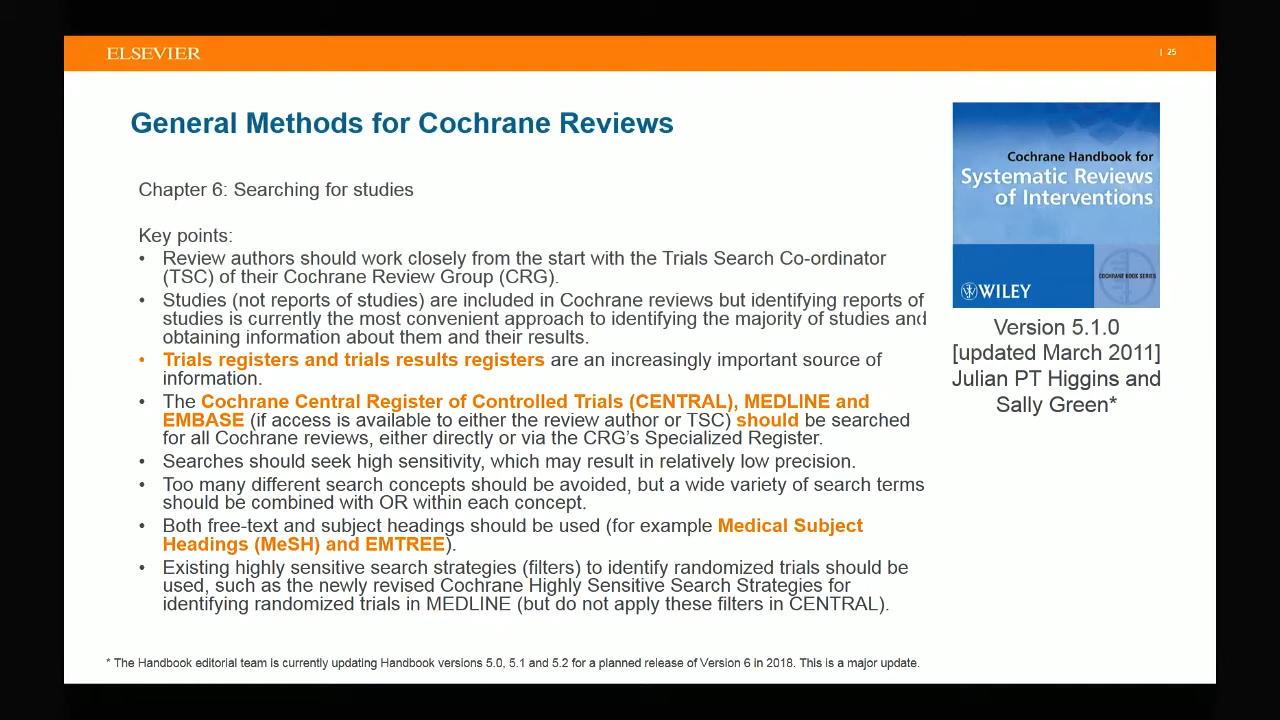 ELSEVIER
| 25
General Methods for Cochrane Reviews
Chapter 6: Searching for studies
Key points:
• Review authors should work closely from the start with the Trials Search Co-ordinator
(TSC) of their Cochrane Review Group (CRG).
• Studies (not reports of studies) are included in Cochrane reviews but identifying reports of
studies is currently the most convenient approach to identifying the majority of studies and
obtaining information about them and their results.
• Trials registers and trials results registers are an increasingly important source of
information.
• The Cochrane Central Register of Controlled Trials (CENTRAL), MEDLINE and
EMBASE (if access is available to either the review author or TSC) should be searched
for all Cochrane reviews, either directly or via the CRG’s Specialized Register.
• Searches should seek high sensitivity, which may result in relatively low precision.
• Too many different search concepts should be avoided, but a wide variety of search terms
should be combined with OR within each concept.
• Both free-text and subject headings should be used (for example Medical Subject
Headings (MeSH) and EMTREE).
• Existing highly sensitive search strategies (filters) to identify randomized trials should be
used, such as the newly revised Cochrane Highly Sensitive Search Strategies for
identifying randomized trials in MEDLINE (but do not apply these filters in CENTRAL).
Cochrane Handbook for
Systematic Reviews
of Interventions
WILEY
COCHRANE BOOK SERIES
Version 5.1.0
[updated March 2011]
Julian PT Higgins and
Sally Green*
* The Handbook editorial team is currently updating Handbook versions 5.0, 5.1 and 5.2 for a planned release of Version 6 in 2018. This is a major update.